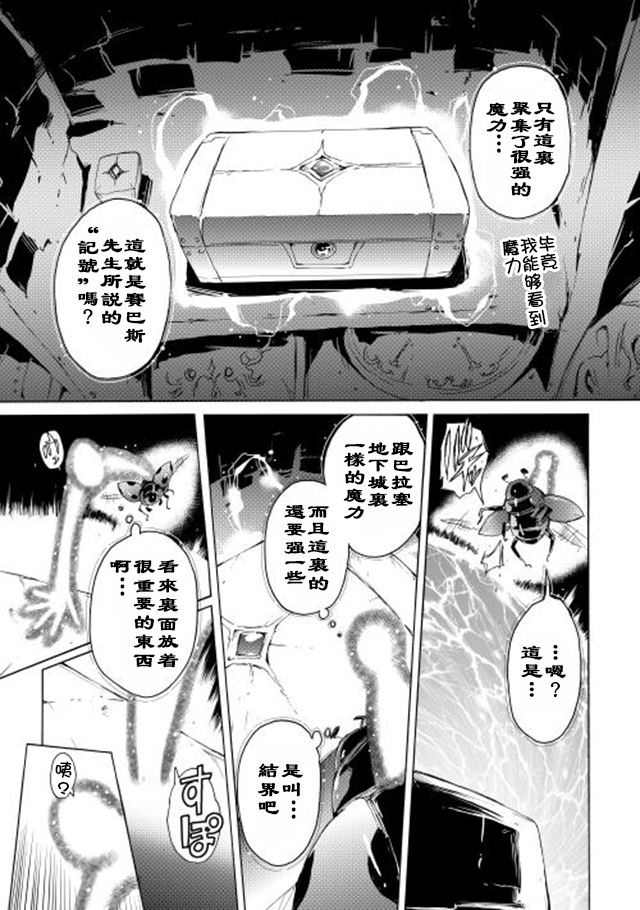 只有這裏
聚集了很强的
魔力…
毕竟
我能够看到
魔力
這就是賽巴斯
先生所説的
“記號”嗎？
…嗯？
這是…
跟巴拉塞
地下城裏
一樣的魔力
而且這裏的
還要强一些
是叫…
結界吧
看來裏面放着
很重要的東西
啊…
すぽ
咦？